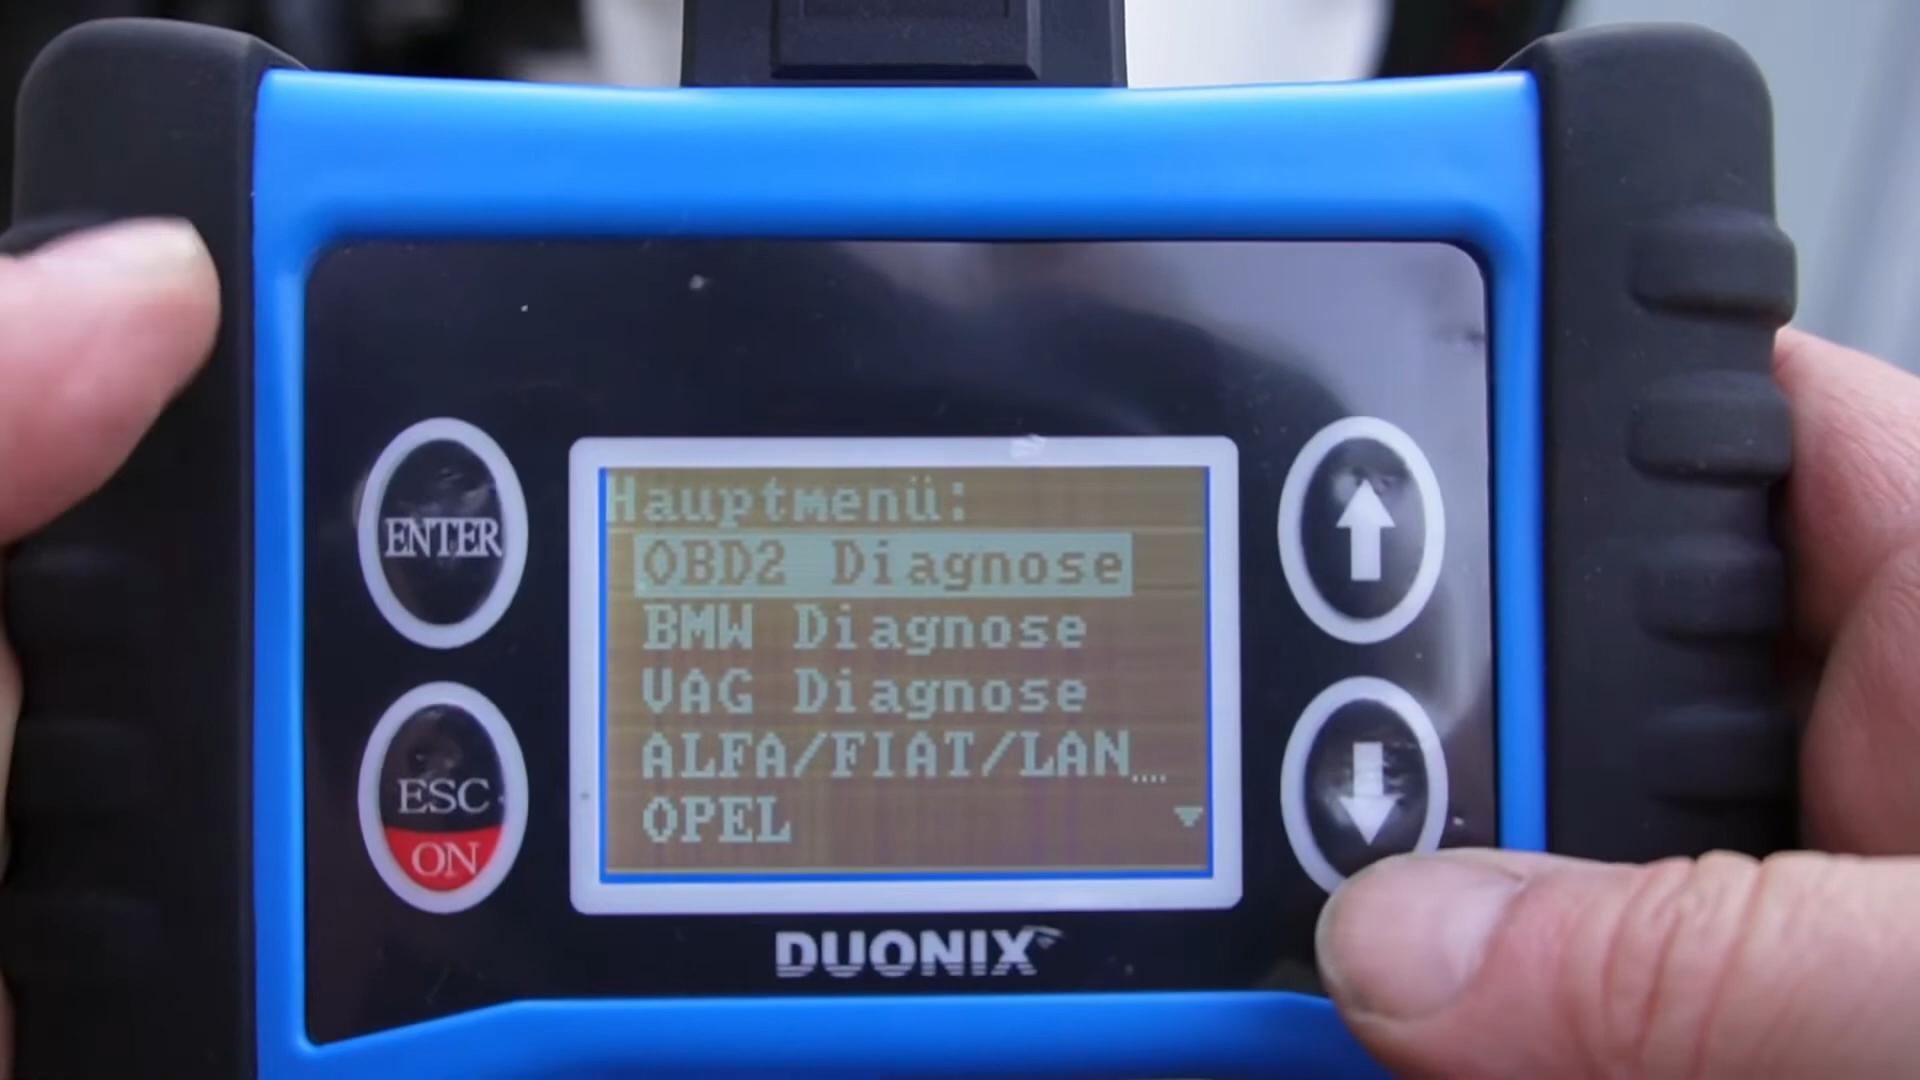 Hauptmenü:
OBD2 Diagnose
BMW Diagnose
VAG Diagnose
ALFA/FIAT/LAN...
OPEL
ENTER
ESC
ON
DUONIX